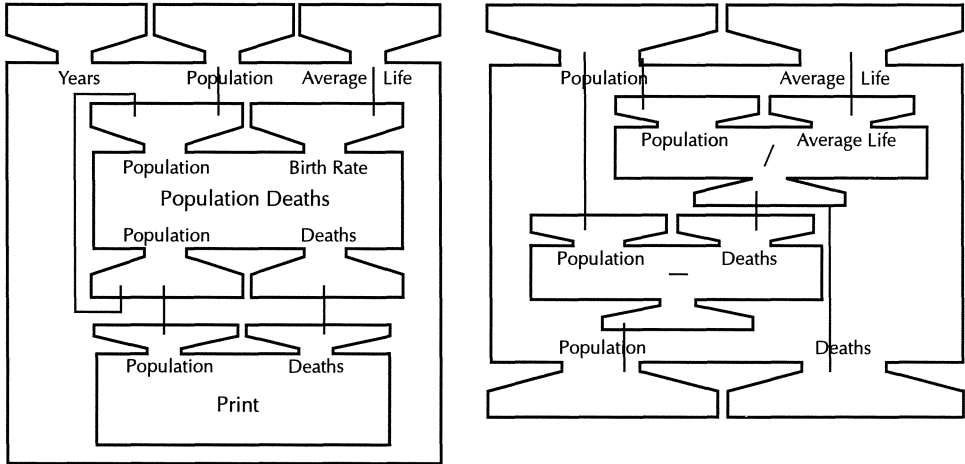 Years Population Average Life
Population Birth Rate
Population Deaths
Population Deaths
Population Deaths
Print
Population Average Life
Population Average Life
/
Population Deaths
—
Population Deaths